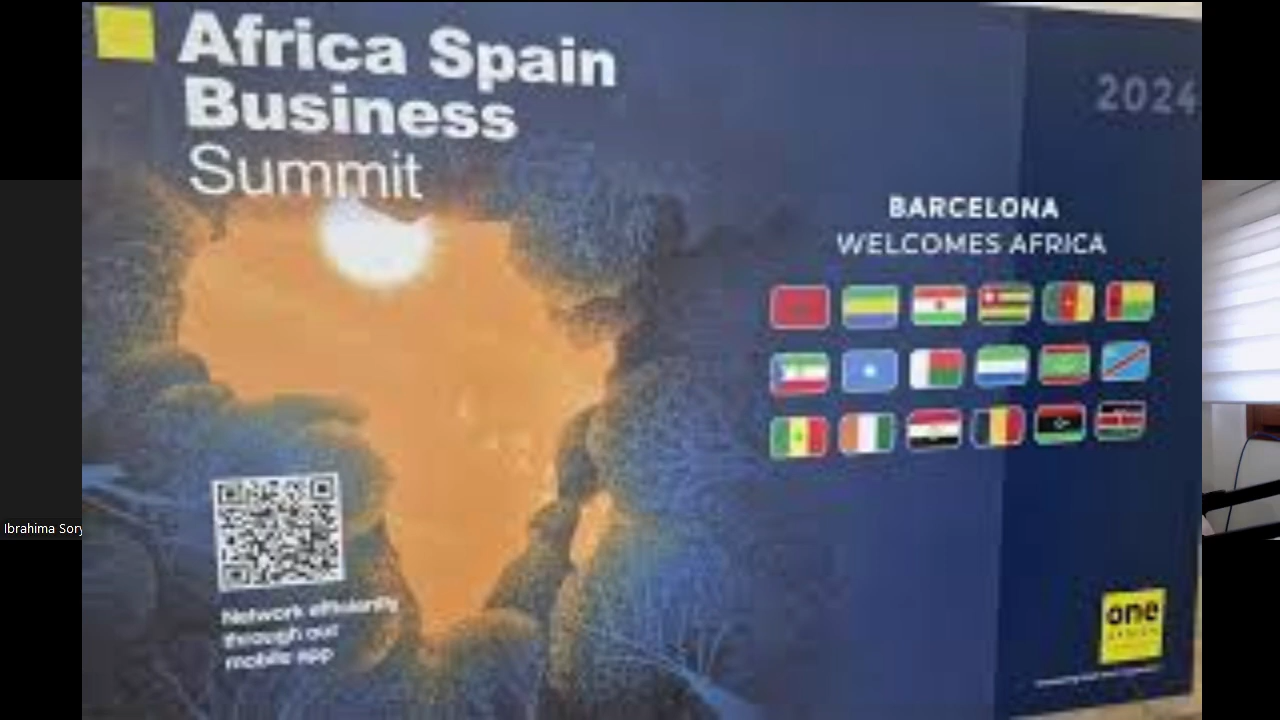 Africa Spain
Business
Summit
2024
BARCELONA
WELCOMES AFRICA
Network efficiently
through our
mobile app
one
Ibrahima Sory